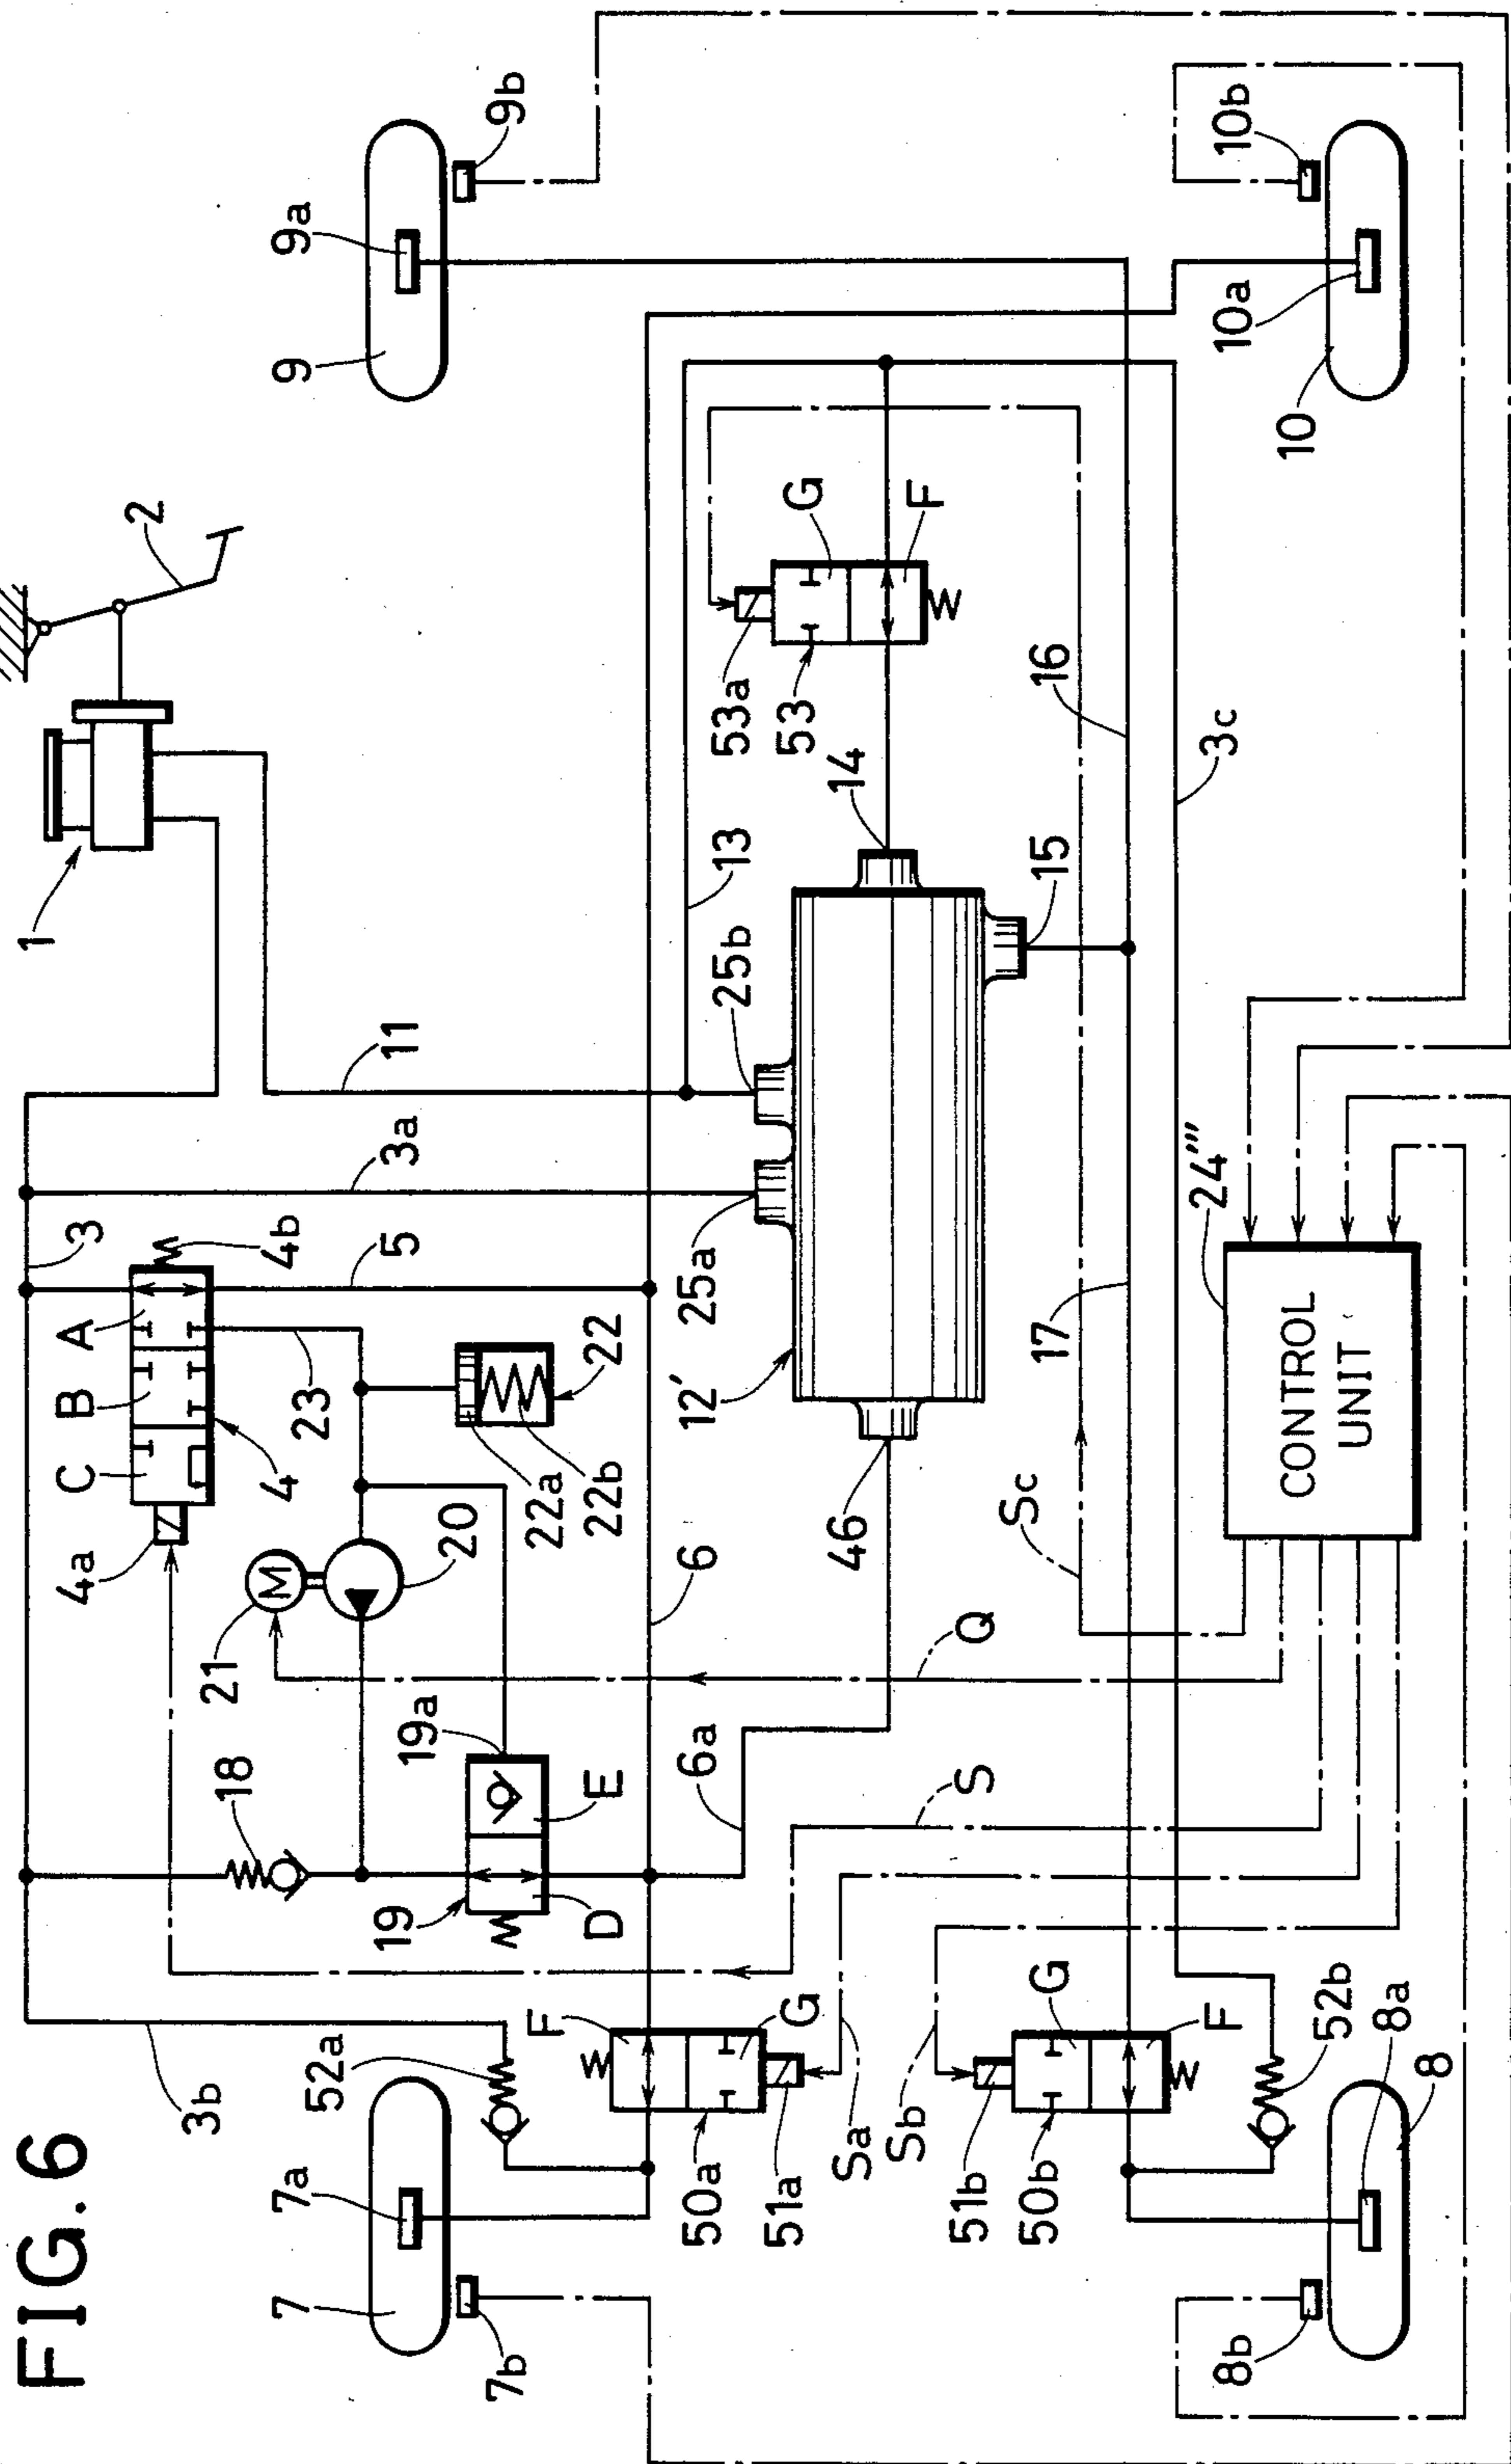 FIG. 6
1
2
3
3a
3b
3c
4
4a
4b
A
B
C
5
6
6a
7
7a
7b
8
8a
8b
9
9a
9b
10
10a
10b
11
12′
13
14
15
16
17
18
19
19a
D
E
20
21
M
22
22a
22b
23
24‴
25a
25b
46
50a
51a
F
G
50b
51b
G
F
52a
52b
53
53a
G
F
Q
S
Sa
Sb
Sc
CONTROL
UNIT